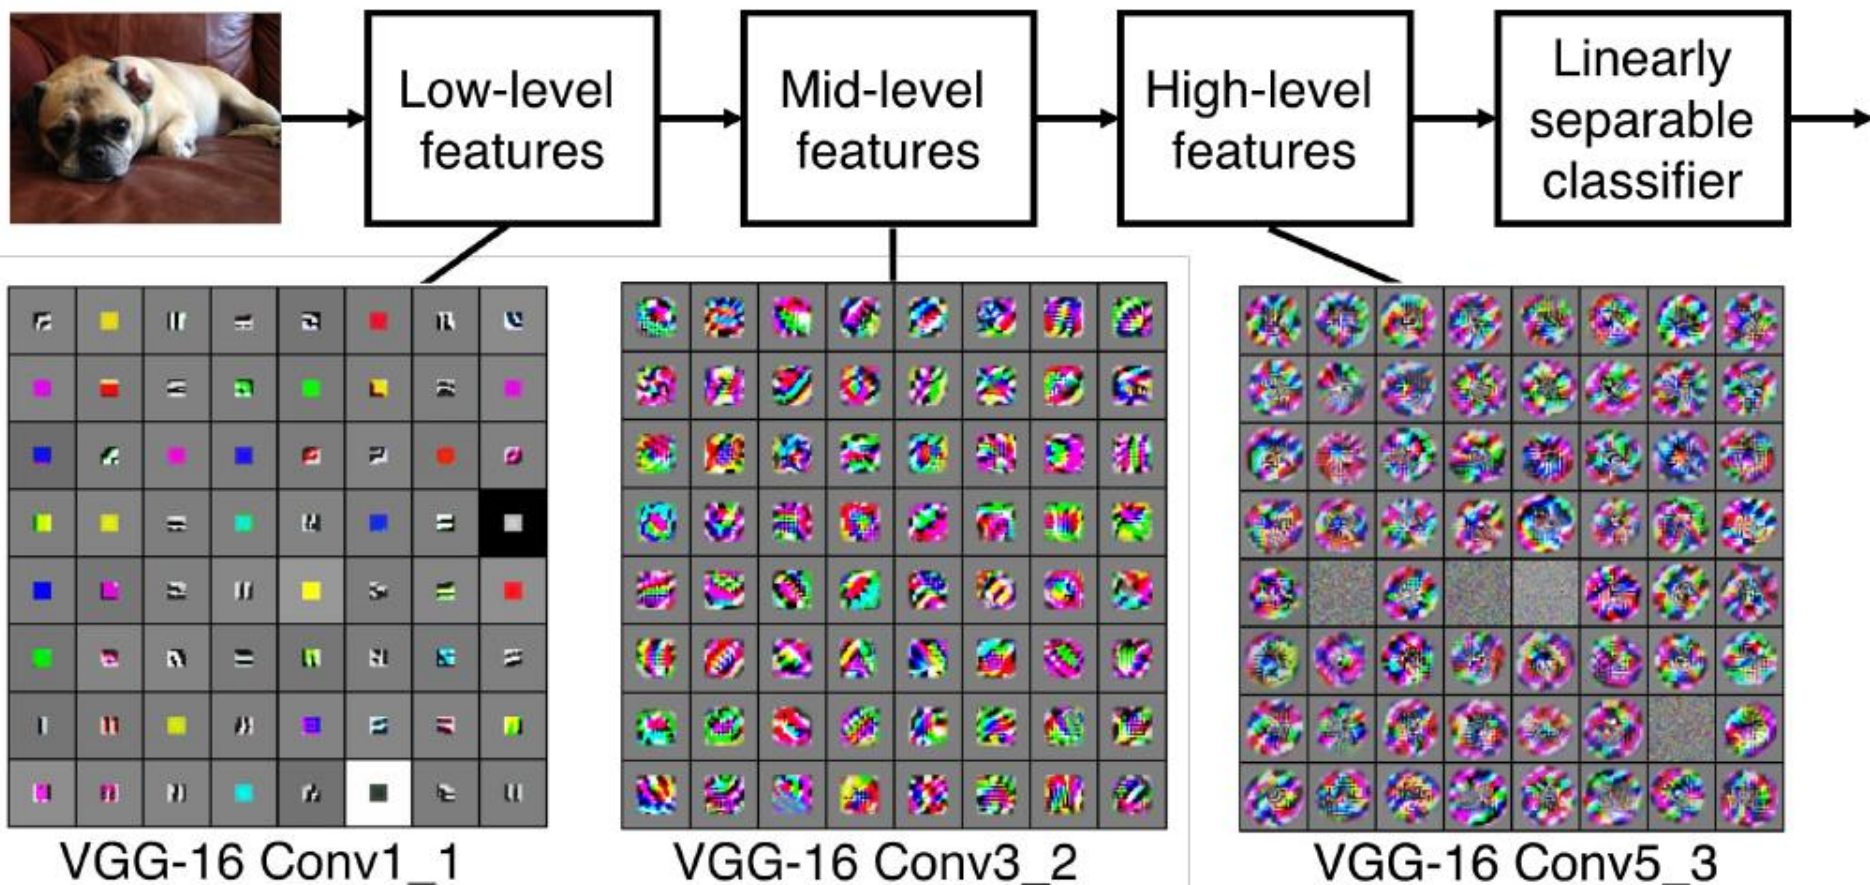 Low-level
features
Mid-level
features
High-level
features
Linearly
separable
classifier
VGG-16 Conv1_1
VGG-16 Conv3_2
VGG-16 Conv5_3